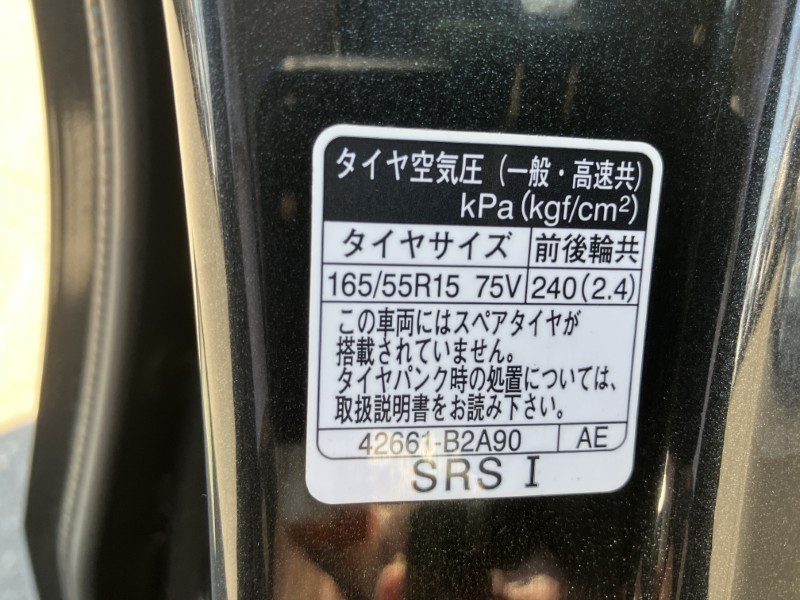 タイヤ空気圧（一般・高速共）
kPa(kgf/cm²)
タイヤサイズ 前後輪共
165/55R15 75V 240(2.4)
この車両にはスペアタイヤが
搭載されていません。
タイヤパンク時の処置については、
取扱説明書をお読み下さい。
42661-B2A90 AE
SRS I